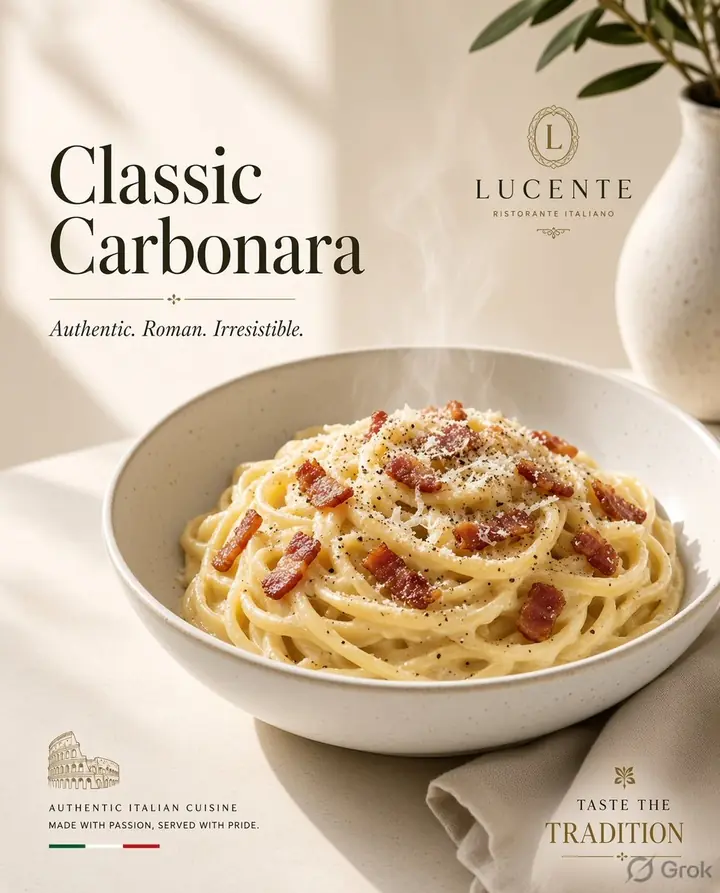 Classic
Carbonara
Authentic. Roman. Irresistible.
L
LUCENTE
RISTORANTE ITALIANO
AUTHENTIC ITALIAN CUISINE
MADE WITH PASSION, SERVED WITH PRIDE.
TASTE THE
TRADITION
Grok